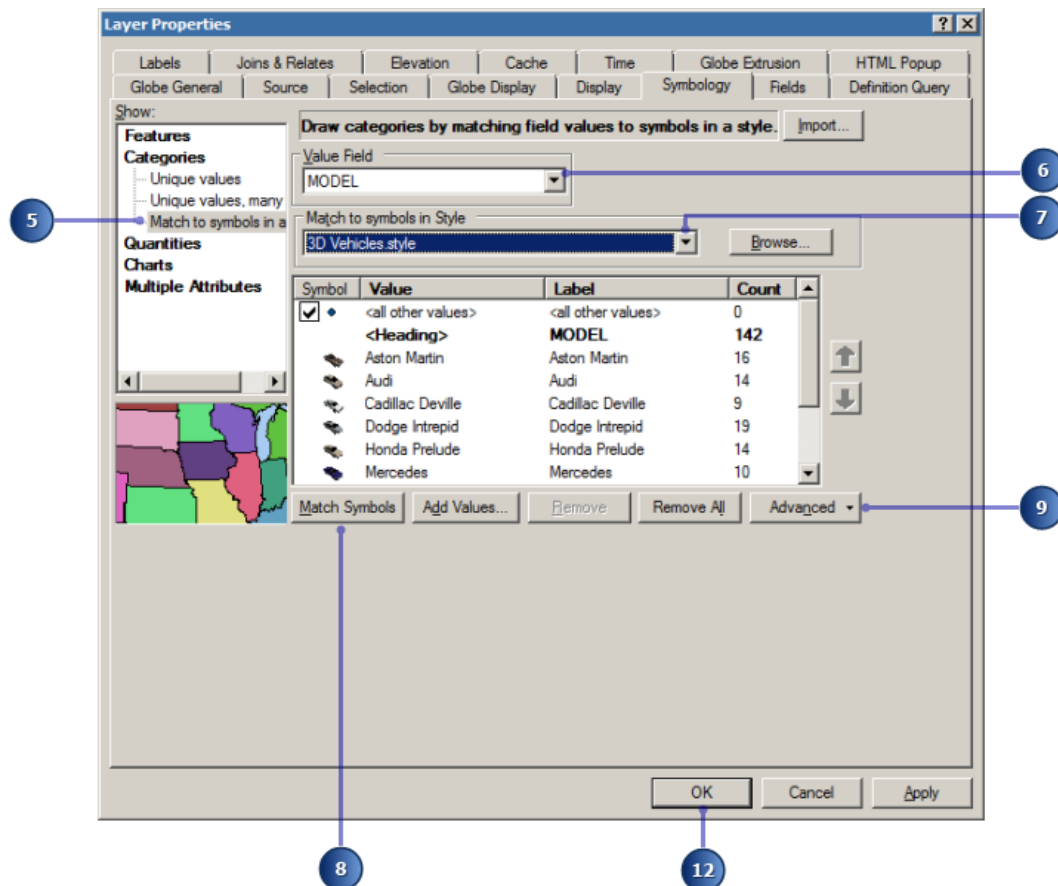 Layer Properties
Labels Joins & Relates Elevation Cache Time Globe Extrusion HTML Popup
Globe General Source Selection Globe Display Display Symbology Fields Definition Query
Show:
Features
Categories
Unique values
Unique values, many
Match to symbols in a
Quantities
Charts
Multiple Attributes
Draw categories by matching field values to symbols in a style. Import...
Value Field
MODEL
Match to symbols in Style
3D Vehicles.style Browse...
Symbol Value Label Count
<all other values> <all other values> 0
<Heading> MODEL 142
Aston Martin Aston Martin 16
Audi Audi 14
Cadillac Deville Cadillac Deville 9
Dodge Intrepid Dodge Intrepid 19
Honda Prelude Honda Prelude 14
Mercedes Mercedes 10
Match Symbols Add Values... Remove Remove All Advanced
OK Cancel Apply
5
6
7
9
8
12